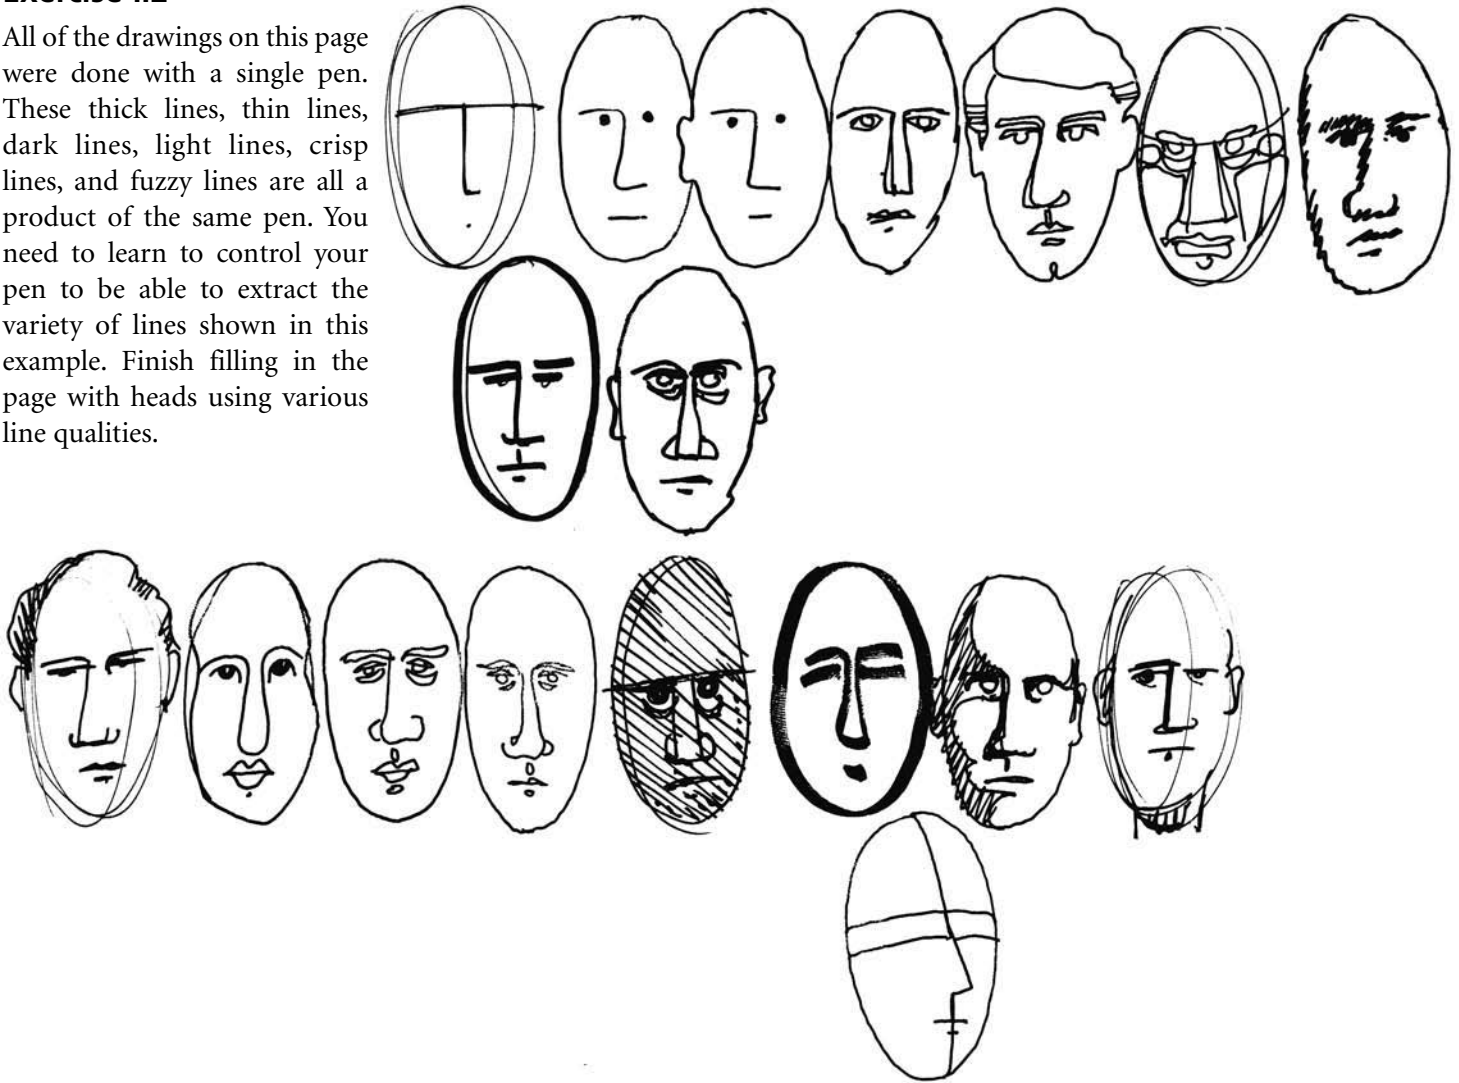 All of the drawings on this page
were done with a single pen.
These thick lines, thin lines,
dark lines, light lines, crisp
lines, and fuzzy lines are all a
product of the same pen. You
need to learn to control your
pen to be able to extract the
variety of lines shown in this
example. Finish filling in the
page with heads using various
line qualities.